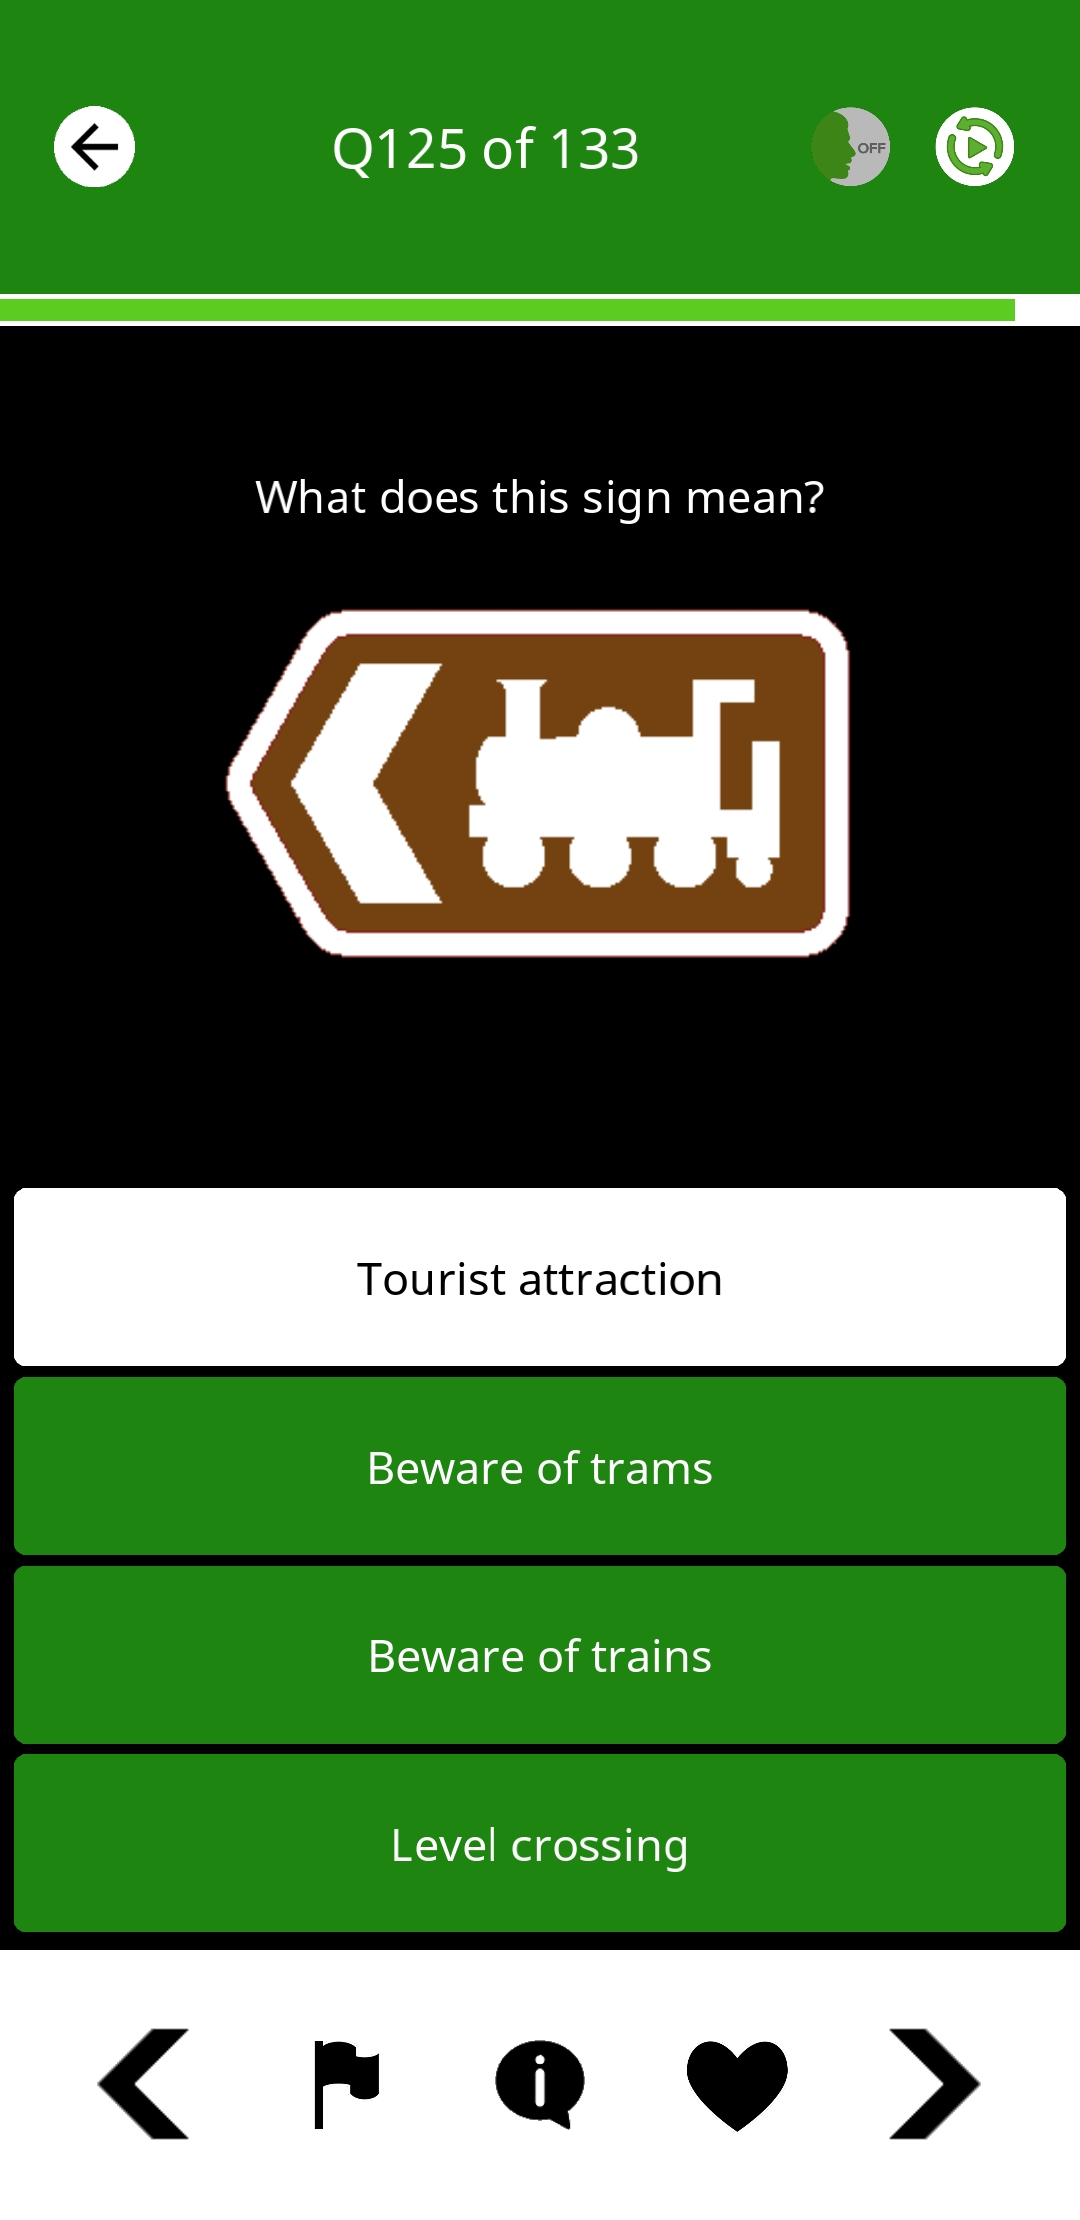 Q125 of 133
OFF
What does this sign mean?
Tourist attraction
Beware of trams
Beware of trains
Level crossing